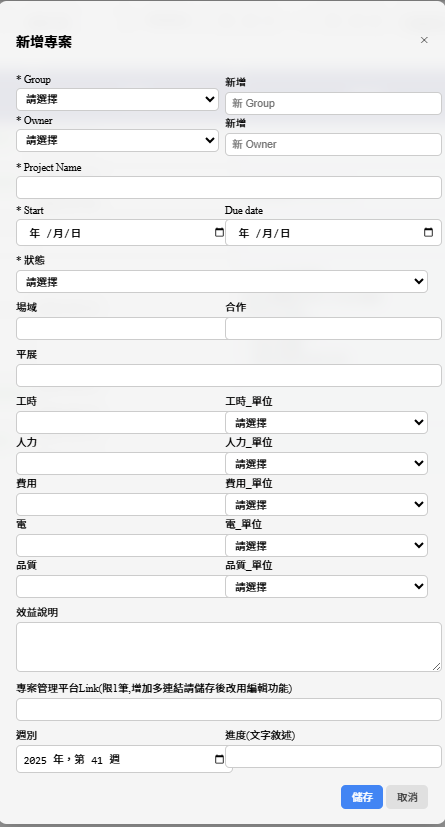 新增專案
×
* Group 新增
請選擇 新 Group
* Owner 新增
請選擇 新 Owner
* Project Name
* Start Due date
年 /月/日 年 /月/日
* 狀態
請選擇
場域 合作
平展
工時 工時_單位
請選擇
人力 人力_單位
請選擇
費用 費用_單位
請選擇
電 電_單位
請選擇
品質 品質_單位
請選擇
效益說明
專案管理平台Link(限1筆,增加多連結請儲存後改用編輯功能)
週別 進度(文字敘述)
2025 年，第 41 週
儲存 取消